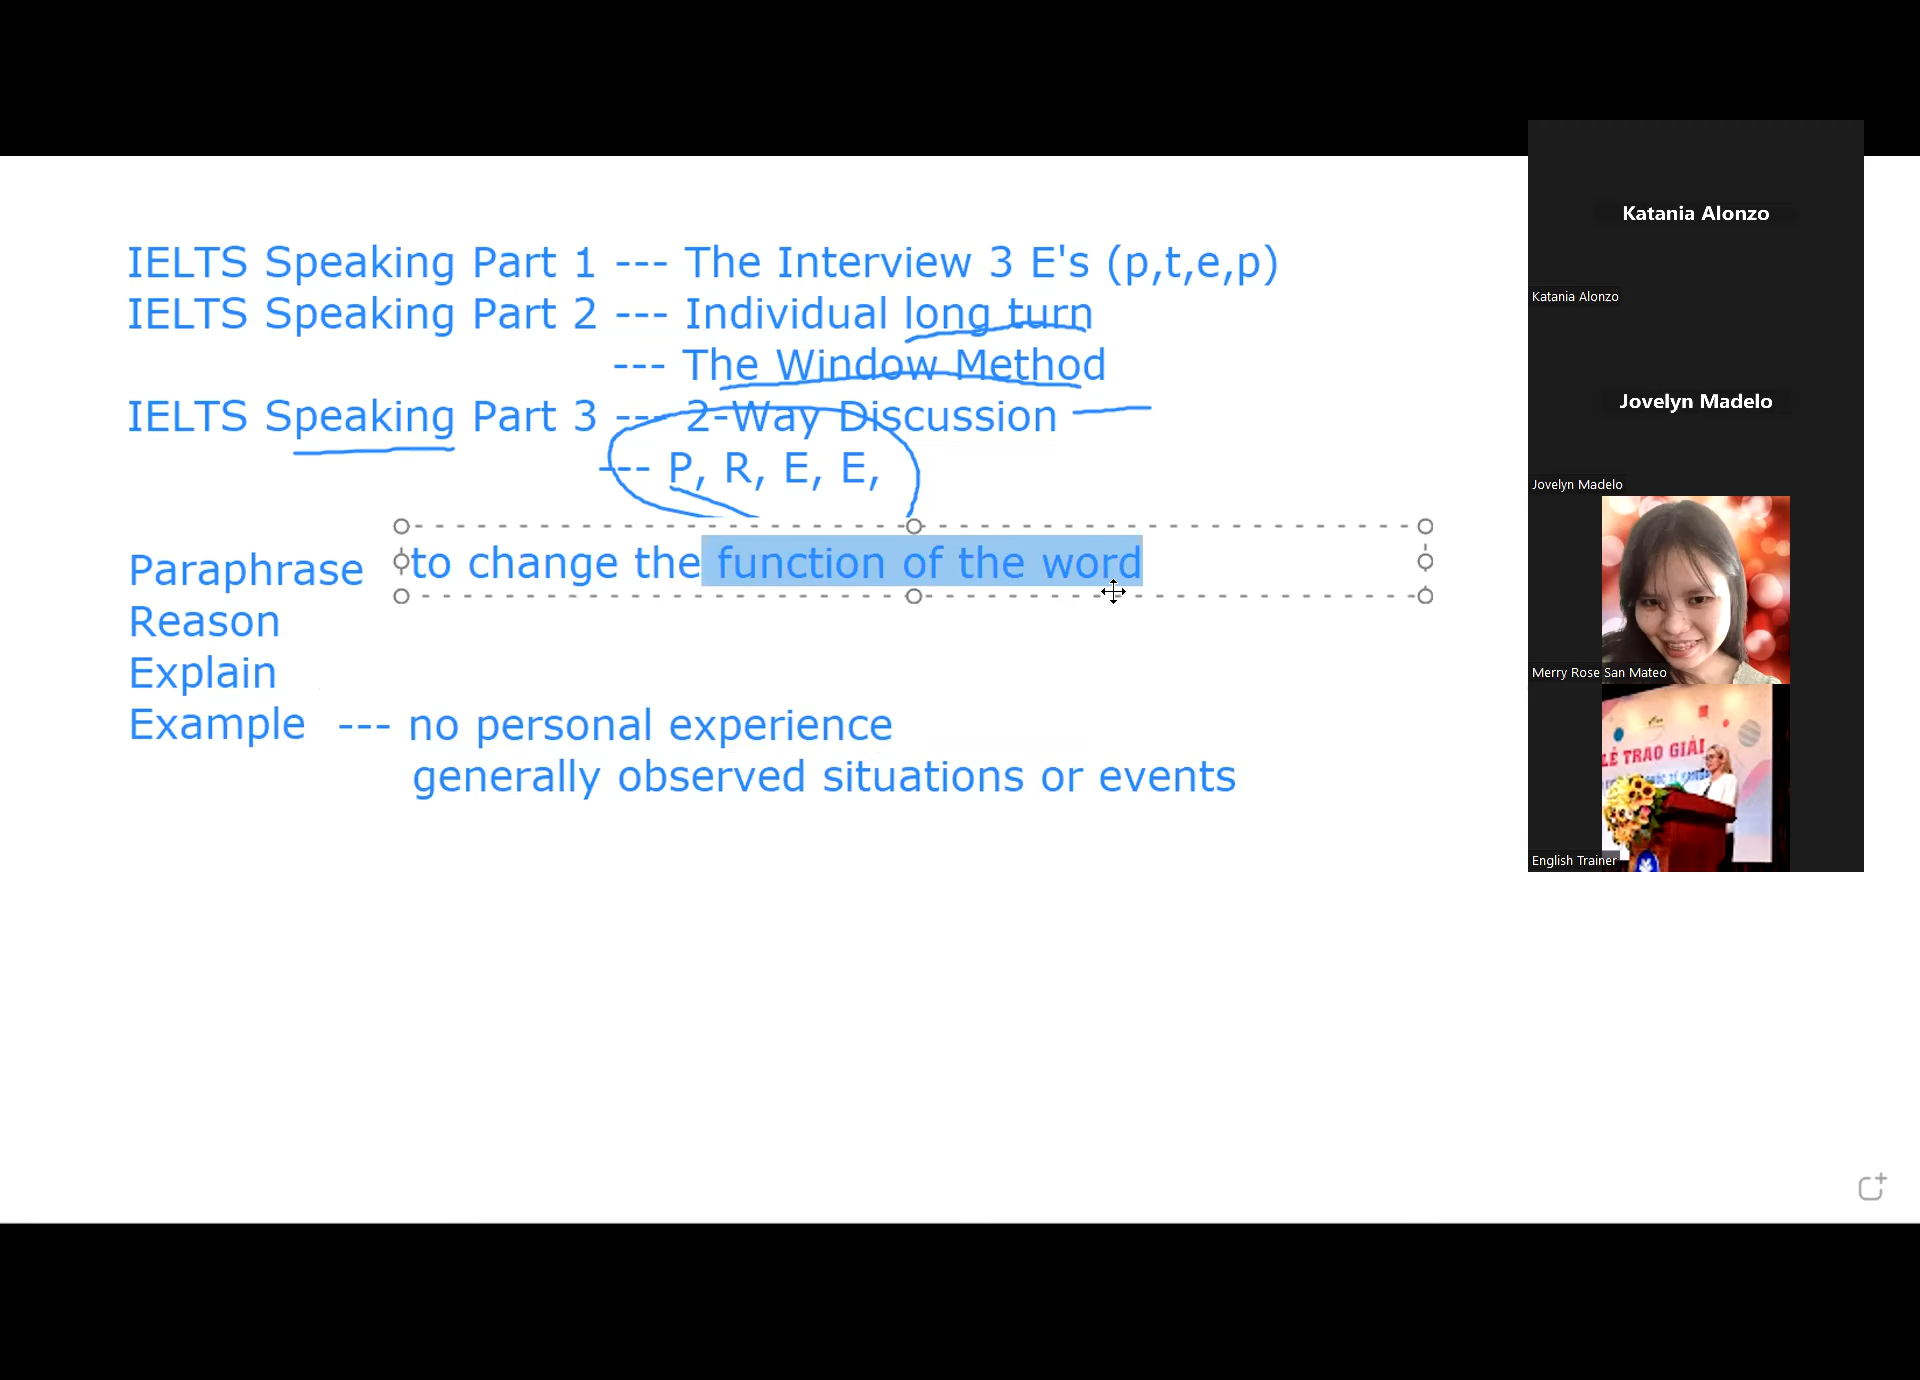 IELTS Speaking Part 1 --- The Interview 3 E's (p,t,e,p)
IELTS Speaking Part 2 --- Individual long turn
--- The Window Method
IELTS Speaking Part 3 --- 2-Way Discussion
--- P, R, E, E,
Paraphrase to change the function of the word
Reason
Explain
Example --- no personal experience
generally observed situations or events
Katania Alonzo
Katania Alonzo
Jovelyn Madelo
Jovelyn Madelo
Merry Rose San Mateo
LỄ TRAO GIẢI
English Trainer